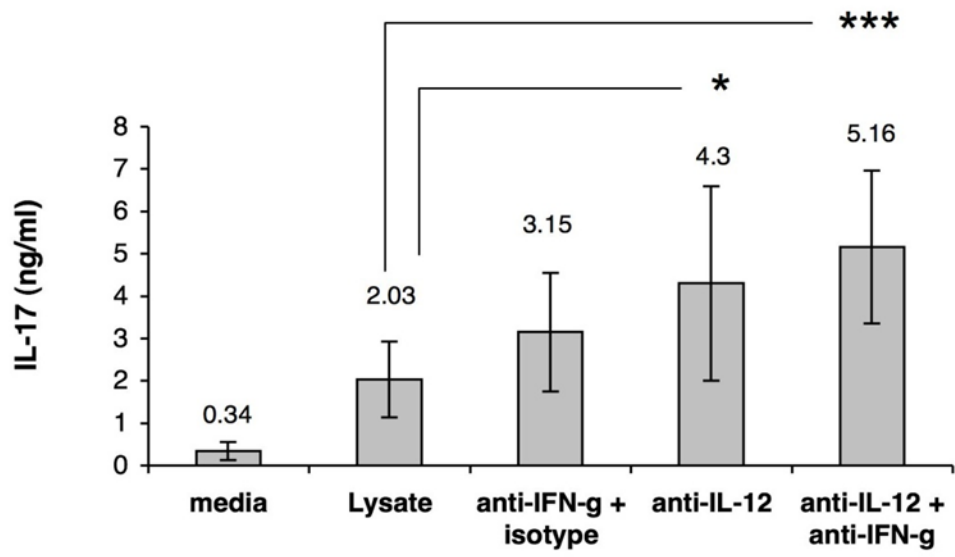 ***
*
IL-17 (ng/ml)
8
7
6
5
4
3
2
1
0
0.34
2.03
3.15
4.3
5.16
media
Lysate
anti-IFN-g +
isotype
anti-IL-12
anti-IL-12 +
anti-IFN-g